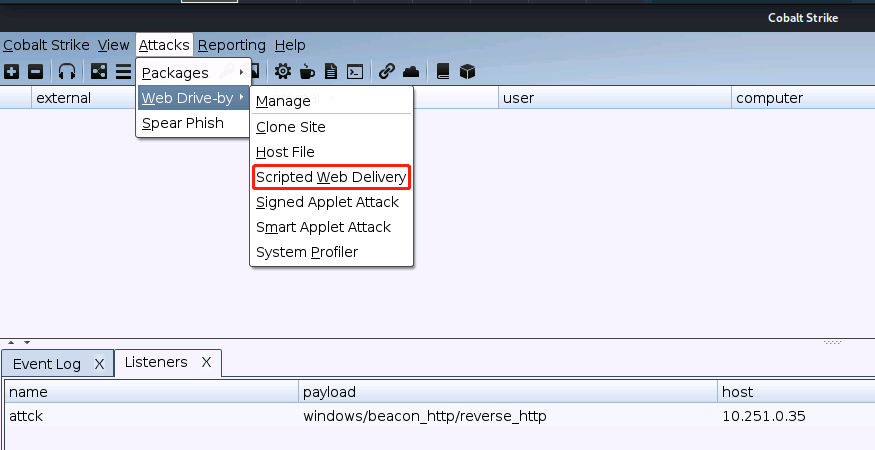 Cobalt Strike
Cobalt Strike View Attacks Reporting Help
Packages
Web Drive-by
Spear Phish
Manage
Clone Site
Host File
Scripted Web Delivery
Signed Applet Attack
Smart Applet Attack
System Profiler
external user computer
Event Log X Listeners X
name payload host
attck windows/beacon_http/reverse_http 10.251.0.35